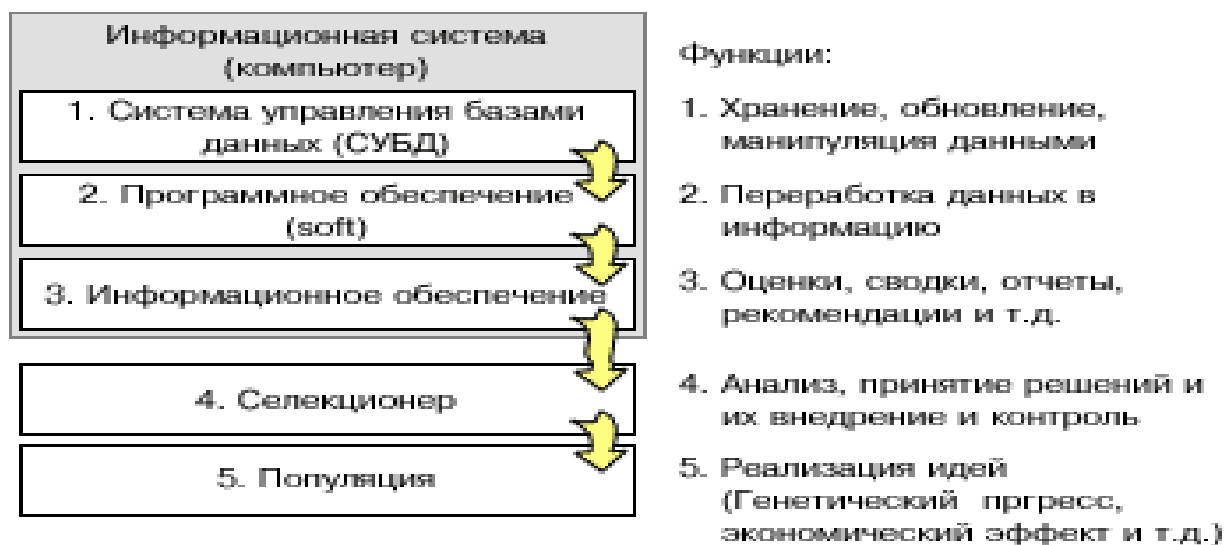 Информационная система
(компьютер)
1. Система управления базами
данных (СУБД)
2. Программное обеспечение
(soft)
3. Информационное обеспечение
4. Селекционер
5. Популяция
Функции:
1. Хранение, обновление,
манипуляция данными
2. Переработка данных в
информацию
3. Оценки, сводки, отчеты,
рекомендации и т.д.
4. Анализ, принятие решений и
их внедрение и контроль
5. Реализация идей
(Генетический пргресс,
экономический эффект и т.д.)